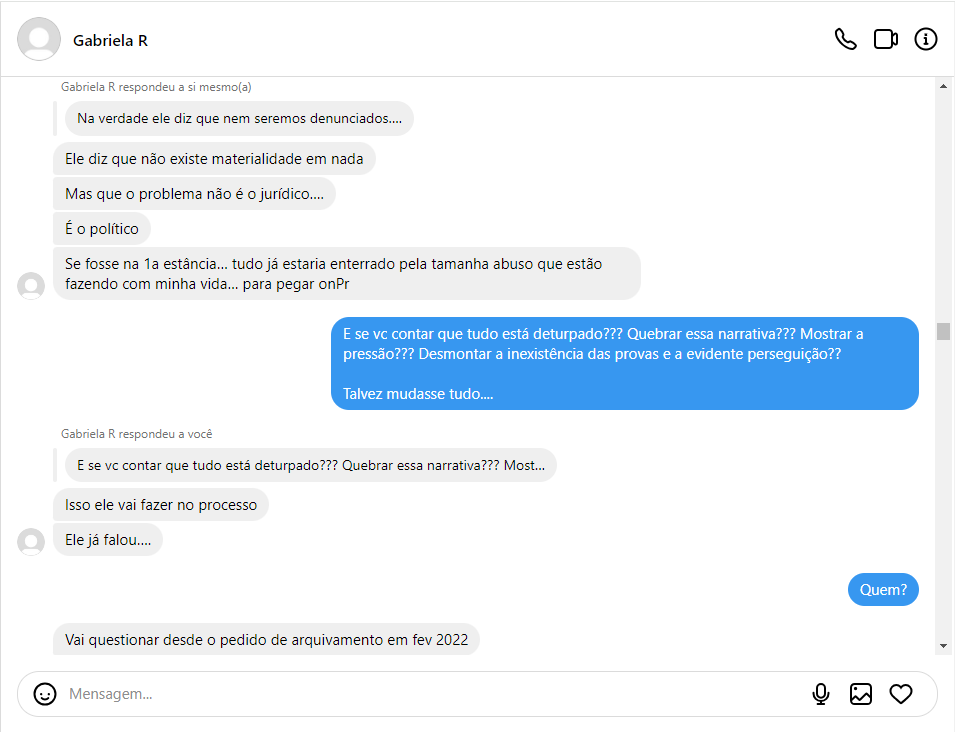 Gabriela R
Gabriela R respondeu a si mesmo(a)
Na verdade ele diz que nem seremos denunciados....
Ele diz que não existe materialidade em nada
Mas que o problema não é o jurídico....
É o político
Se fosse na 1a estância... tudo já estaria enterrado pela tamanha abuso que estão
fazendo com minha vida... para pegar onPr
E se vc contar que tudo está deturpado??? Quebrar essa narrativa??? Mostrar a
pressão??? Desmontar a inexistência das provas e a evidente perseguição??
Talvez mudasse tudo....
Gabriela R respondeu a você
E se vc contar que tudo está deturpado??? Quebrar essa narrativa??? Most...
Isso ele vai fazer no processo
Ele já falou....
Quem?
Vai questionar desde o pedido de arquivamento em fev 2022
Mensagem...